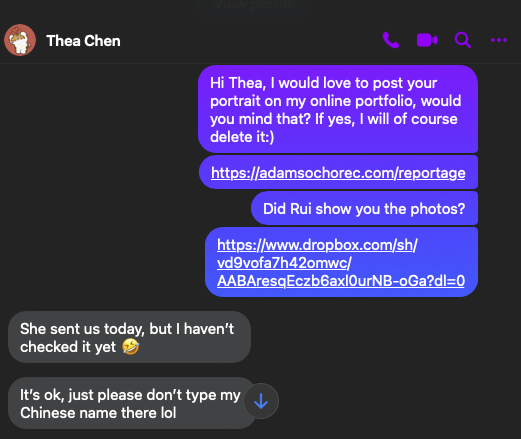 View profile
Thea Chen
Hi Thea, I would love to post your
portrait on my online portfolio, would
you mind that? If yes, I will of course
delete it:)
https://adamsochorec.com/reportage
Did Rui show you the photos?
https://www.dropbox.com/sh/
vd9vofa7h42omwc/
AABAresqEczb6axl0urNB-oGa?dl=0
She sent us today, but I haven't
checked it yet 🤣
It's ok, just please don't type my
Chinese name there lol